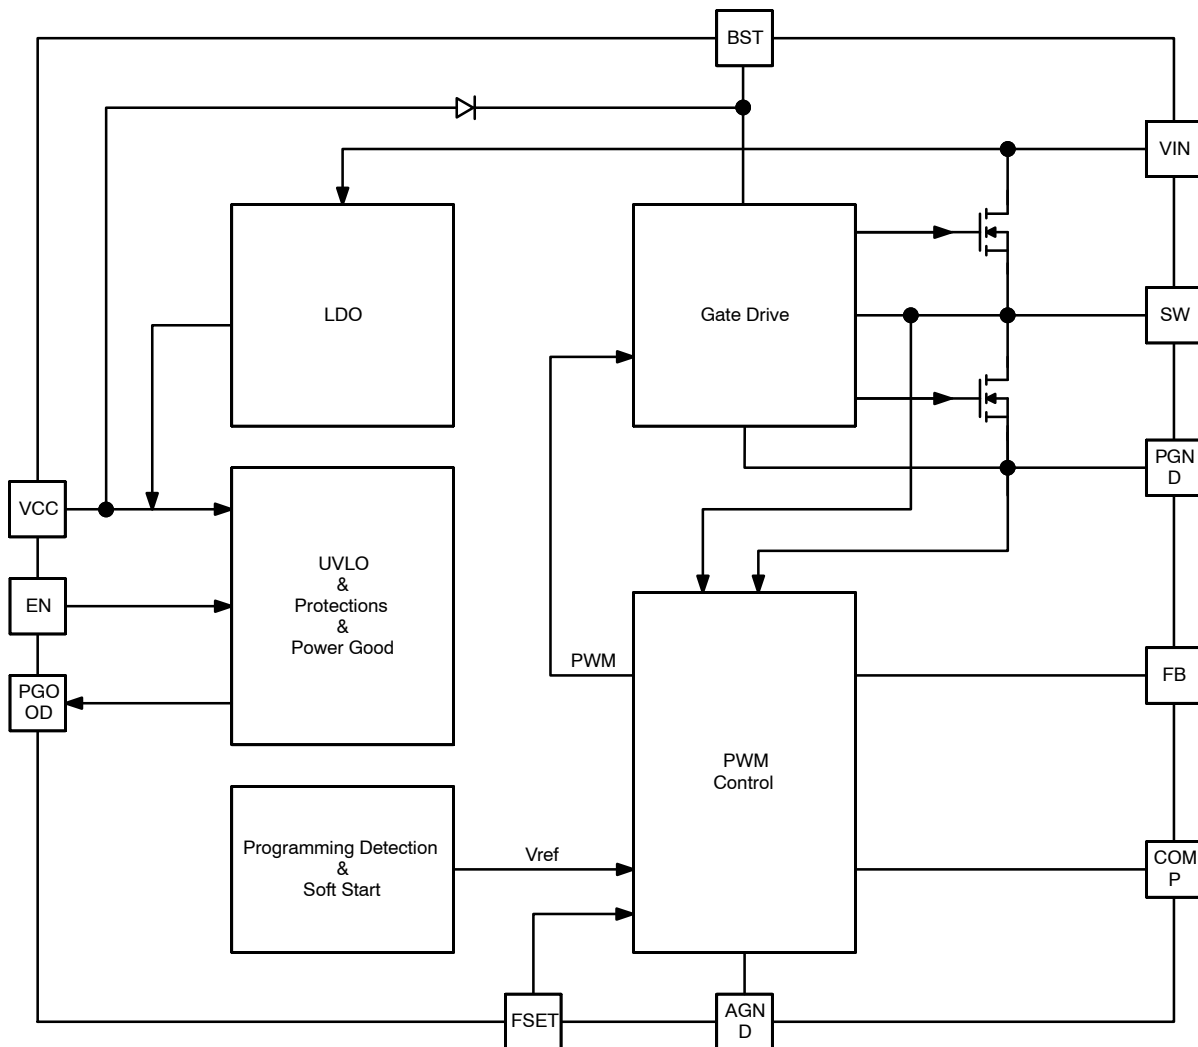 BST
VIN
LDO
Gate Drive
SW
PGN
D
VCC
UVLO
&
Protections
&
Power Good
EN
PWM
FB
PGO
OD
PWM
Control
Programming Detection
&
Soft Start
Vref
COM
P
FSET
AGN
D